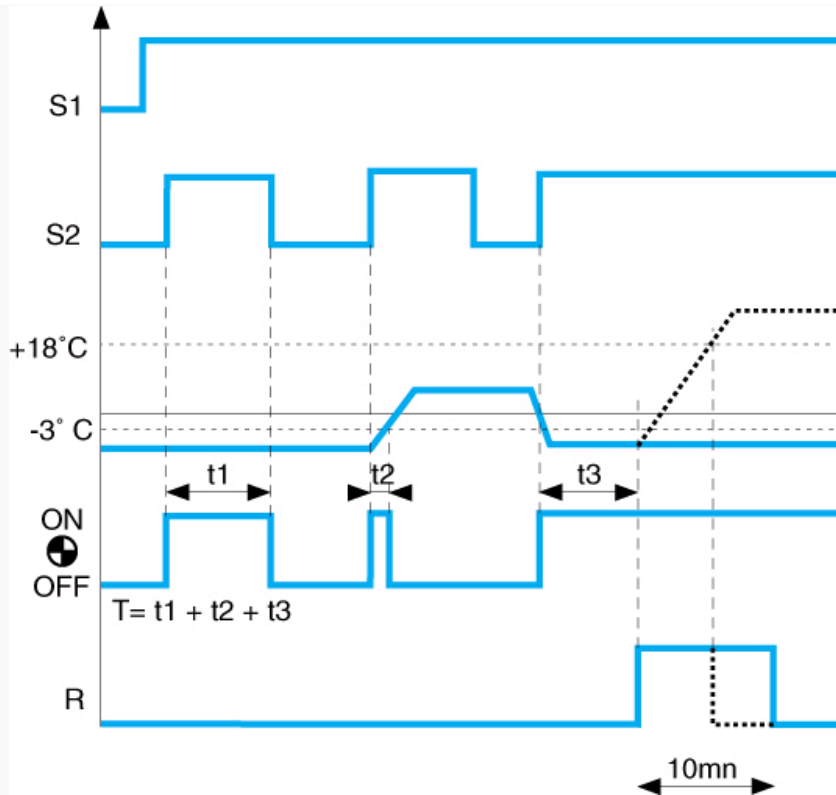 S1
S2
+18°C
-3° C
t1
t2
t3
ON
OFF
T= t1 + t2 + t3
R
10mn